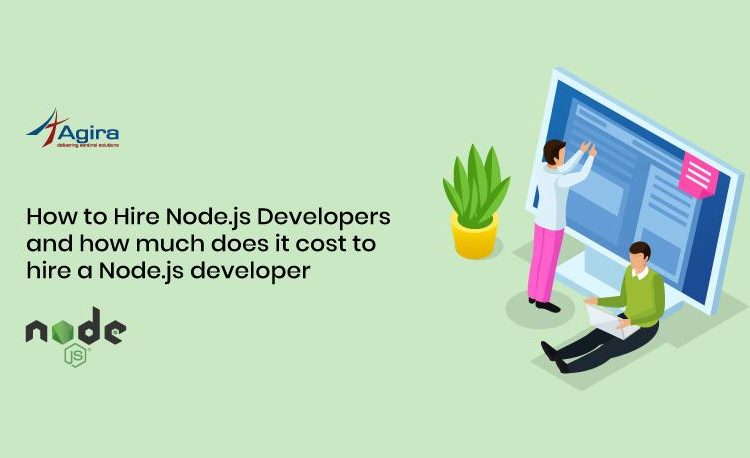 Agira
delivering sentinel solutions
How to Hire Node.js Developers
and how much does it cost to
hire a Node.js developer
node
JS